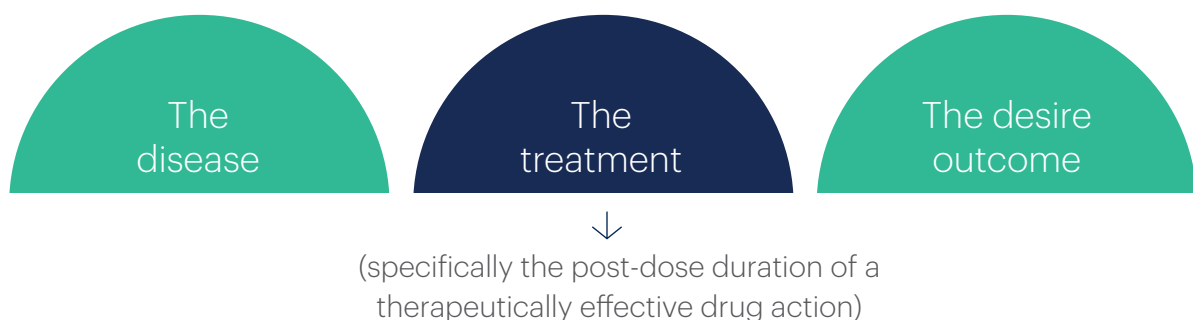 The
disease
The
treatment
The desire
outcome
(specifically the post-dose duration of a
therapeutically effective drug action)